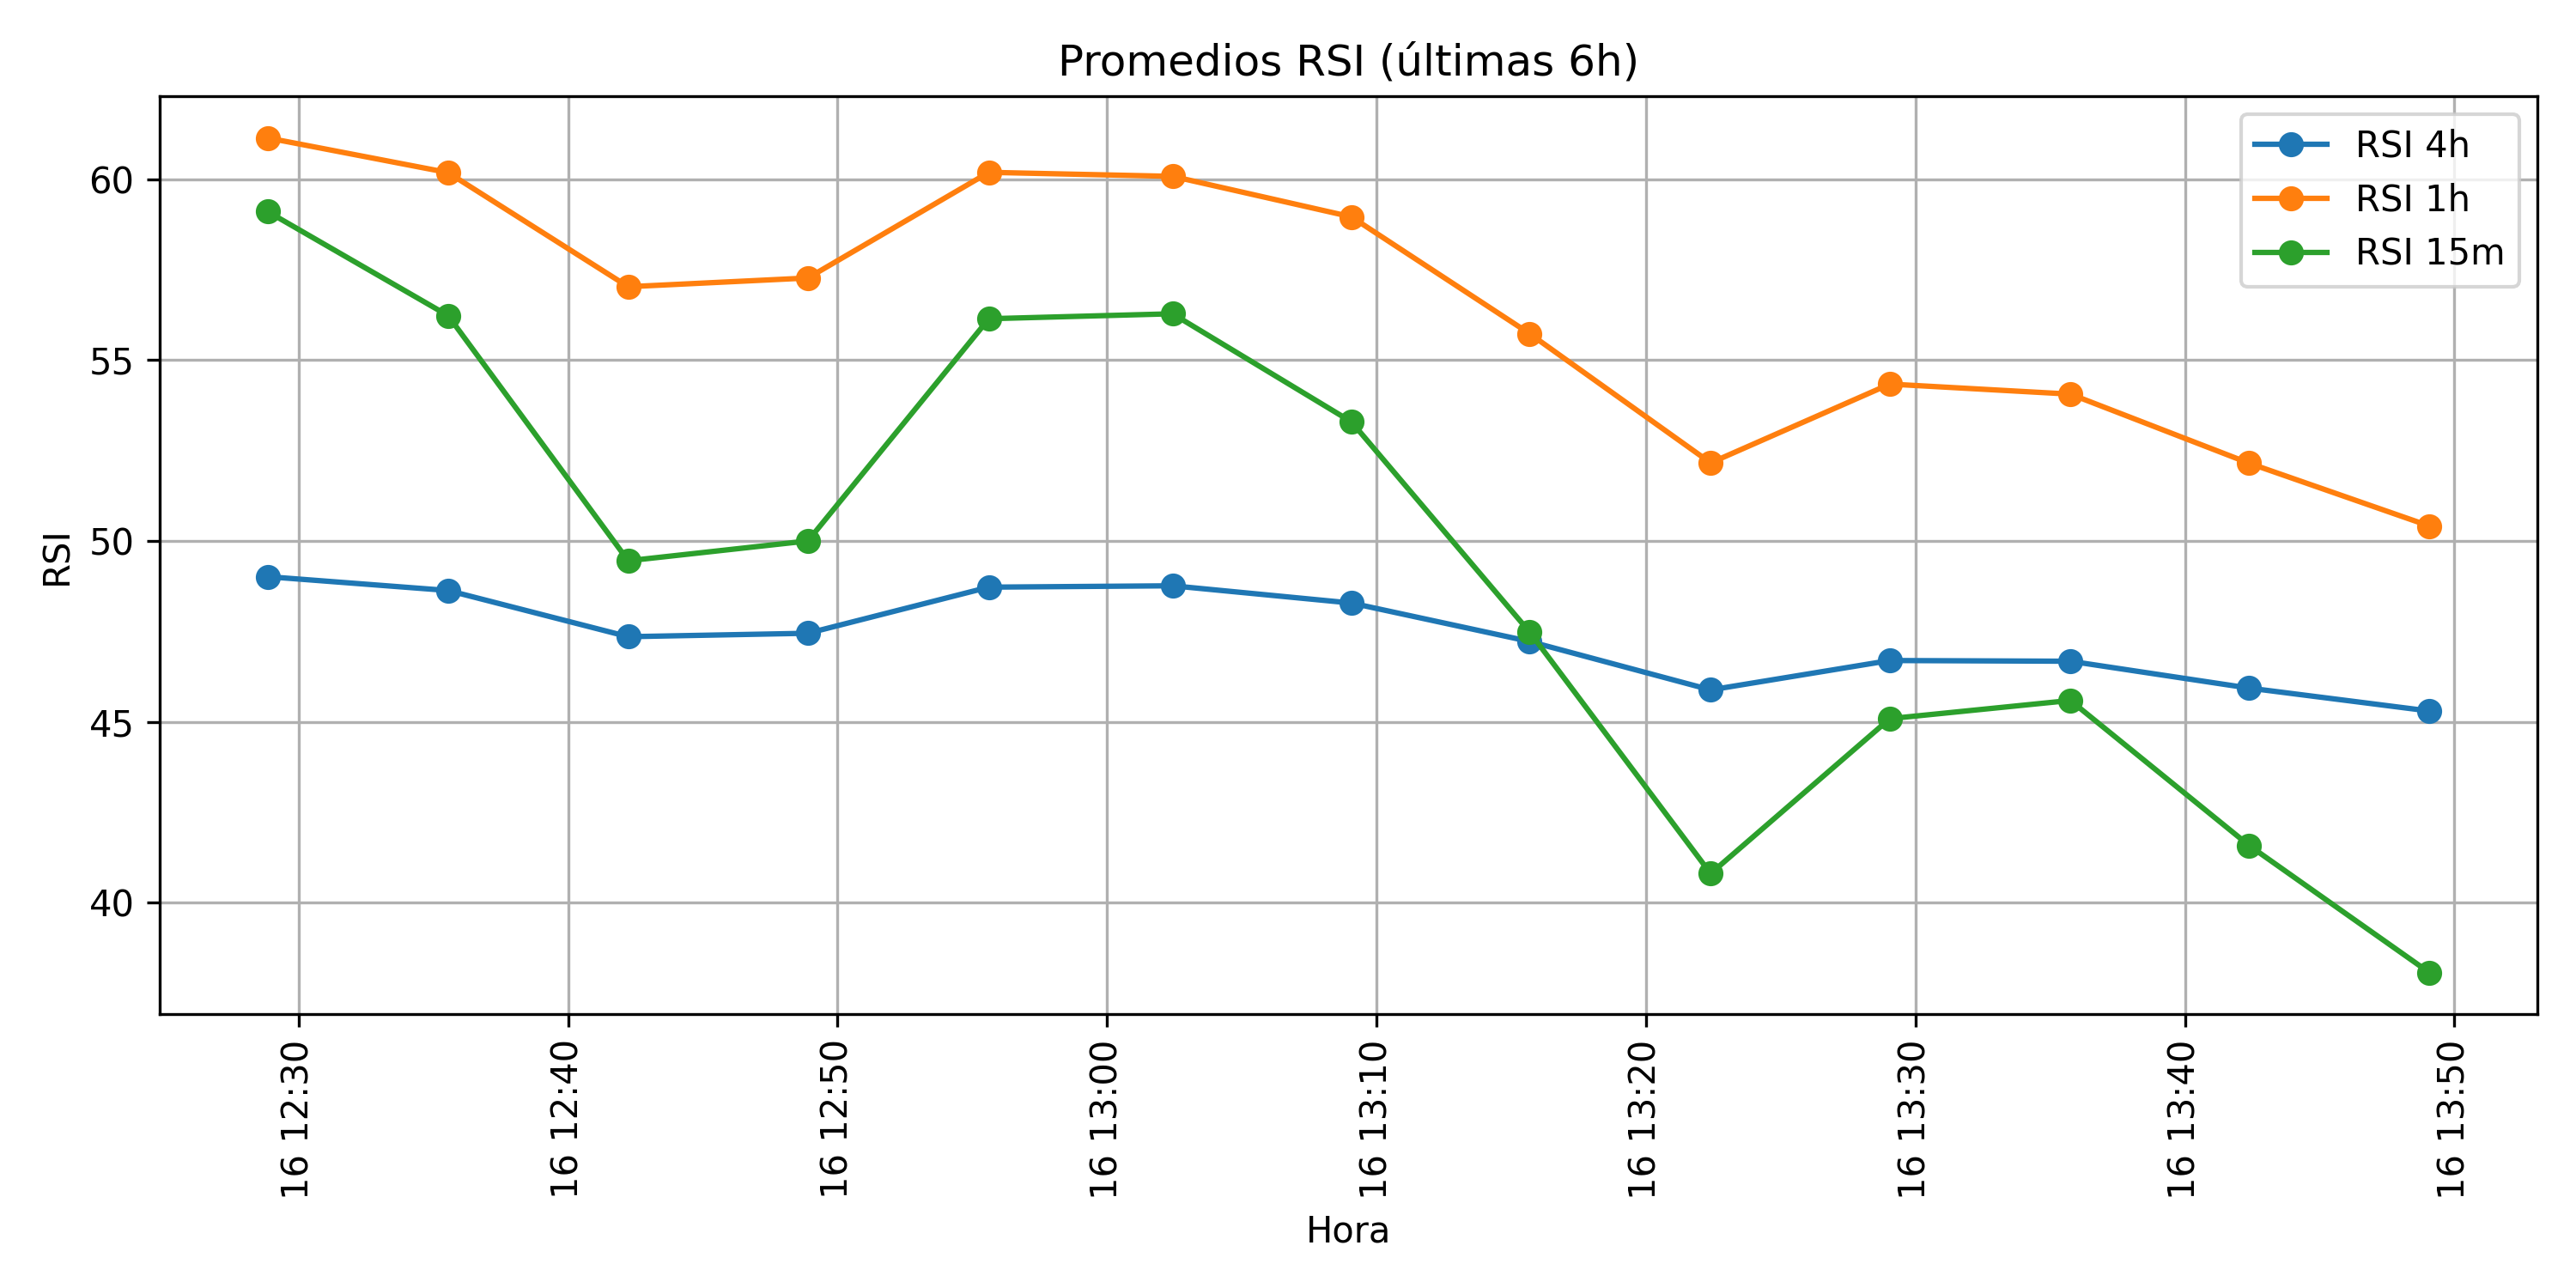 Promedios RSI (últimas 6h)
RSI 4h
RSI 1h
RSI 15m
RSI
60
55
50
45
40
16 12:30
16 12:40
16 12:50
16 13:00
16 13:10
16 13:20
16 13:30
16 13:40
16 13:50
Hora